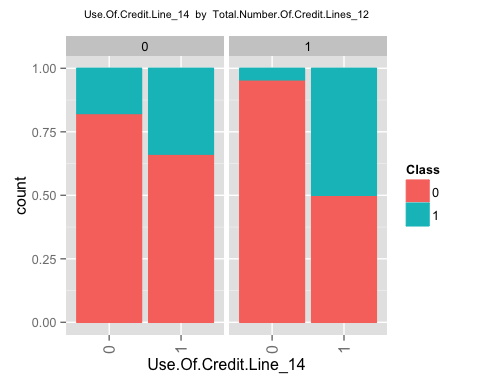 Use.Of.Credit.Line_14 by Total.Number.Of.Credit.Lines_12
0 1
1.00
0.75
0.50
0.25
0.00
count
0 1 0 1
Use.Of.Credit.Line_14
Class
0
1